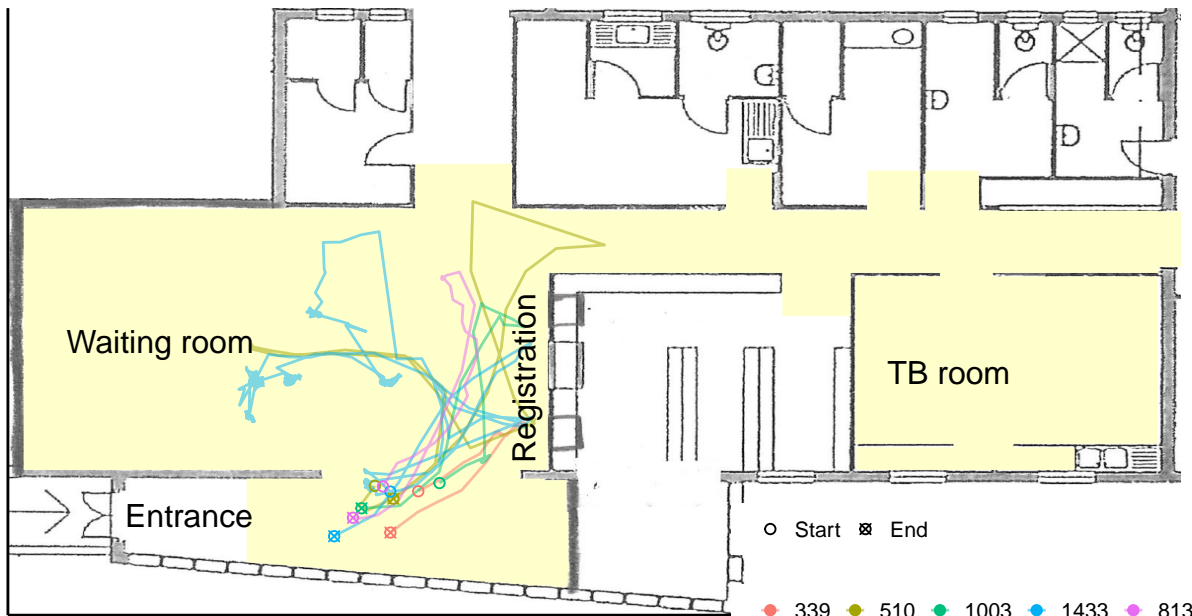 Waiting room
Registration
TB room
Entrance
Start End
339 510 1003 1433 813